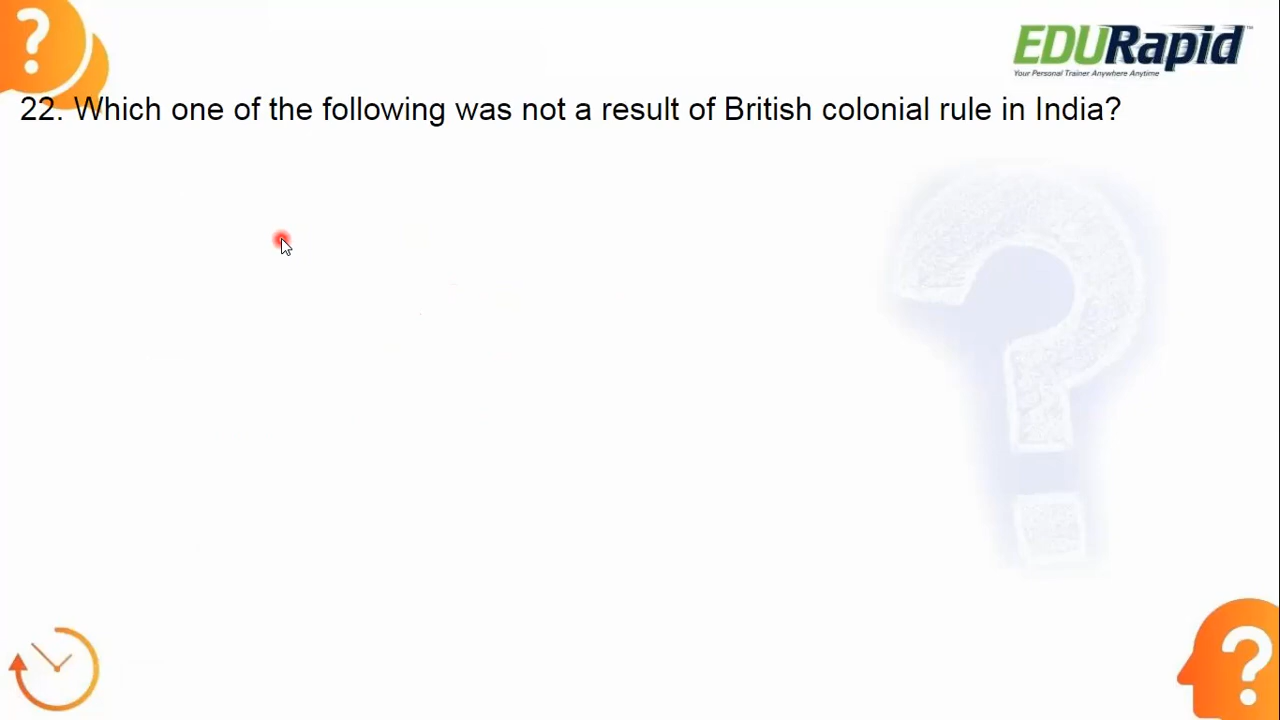 EDURapid™
Your Personal Trainer Anywhere Anytime
22. Which one of the following was not a result of British colonial rule in India?